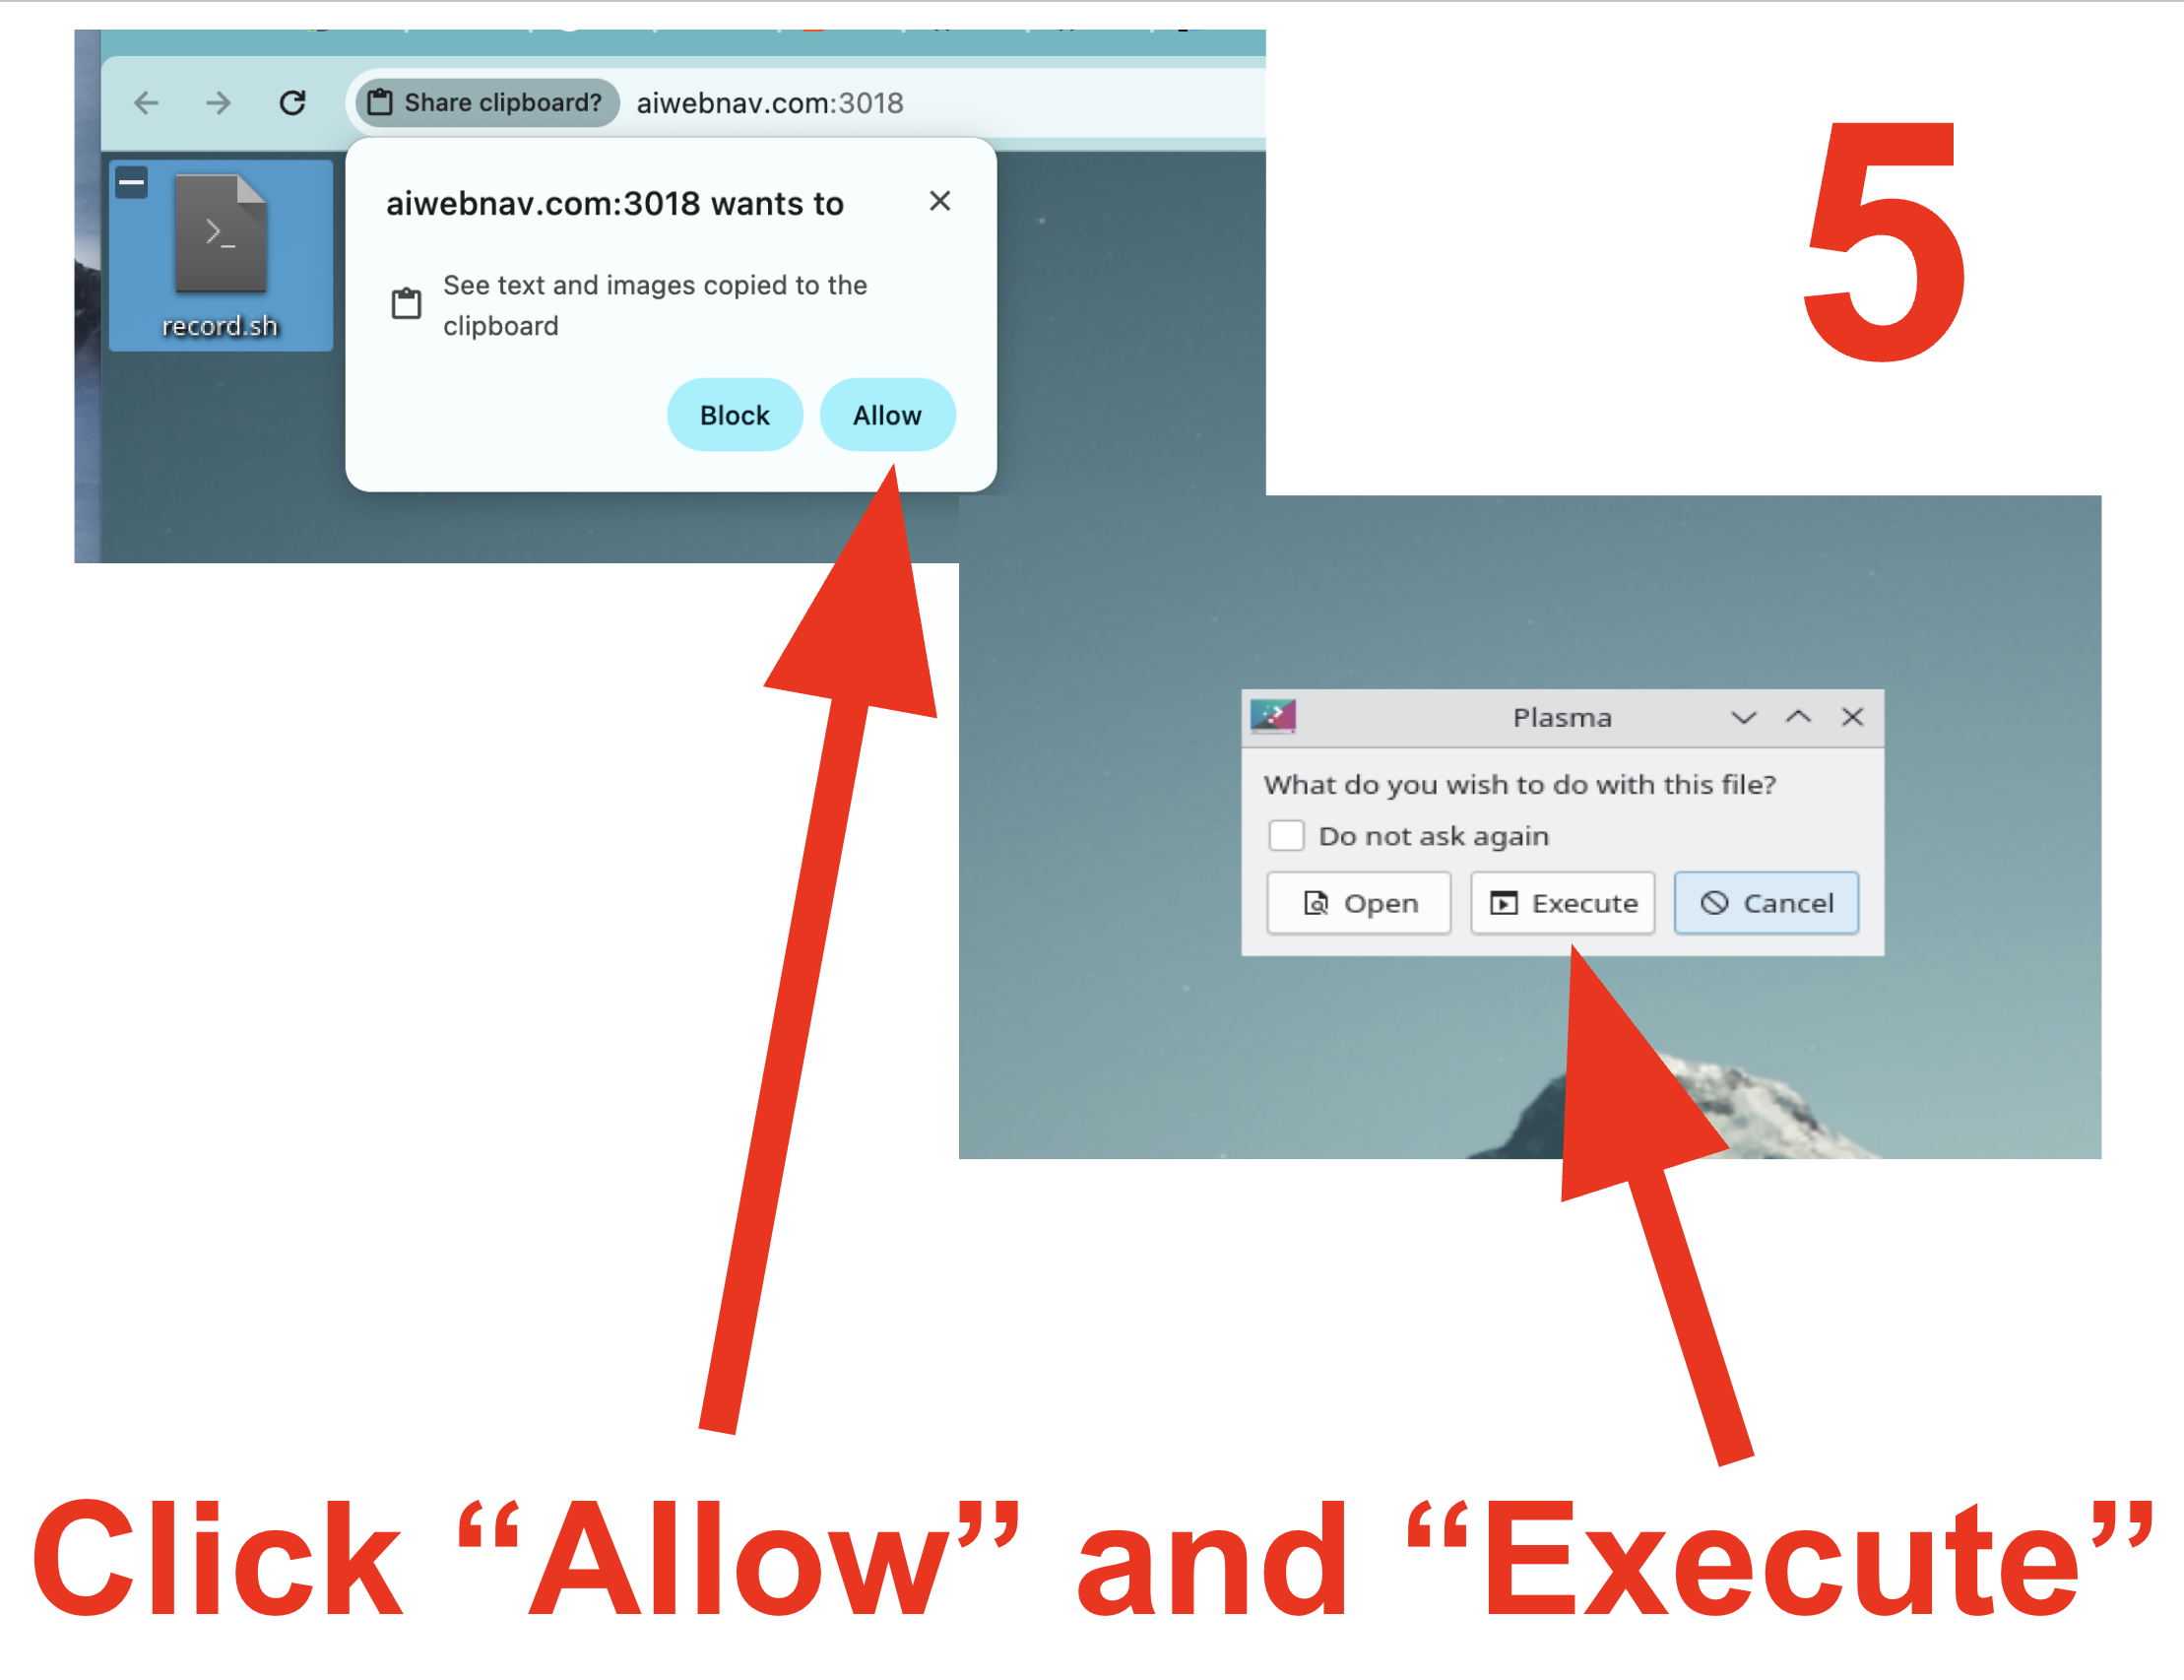 Share clipboard? aiwebnav.com:3018
5
aiwebnav.com:3018 wants to
See text and images copied to the
clipboard
record.sh
Block Allow
Plasma
What do you wish to do with this file?
Do not ask again
Open Execute Cancel
Click “Allow” and “Execute”